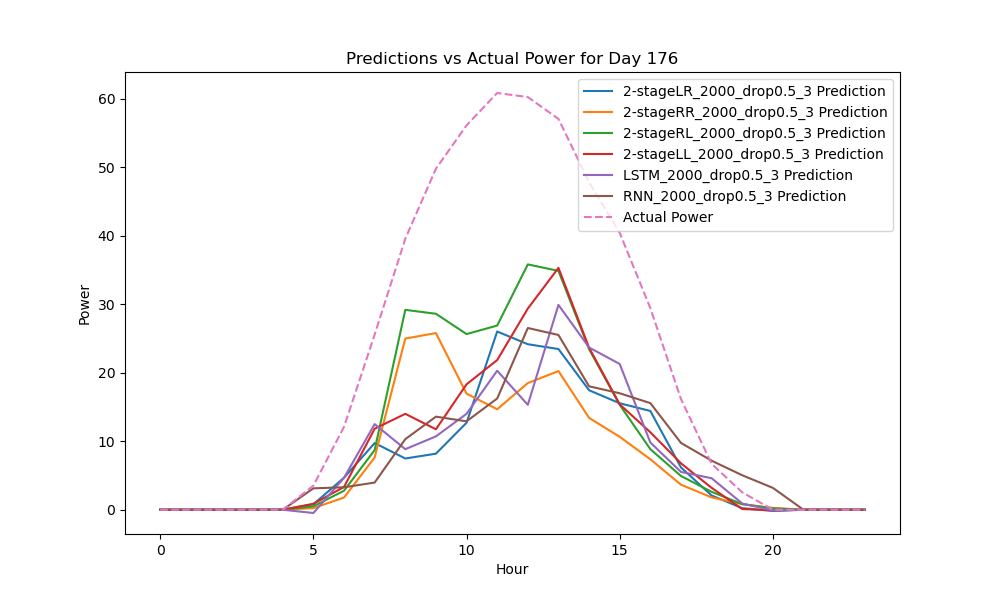 Predictions vs Actual Power for Day 176
2-stageLR_2000_drop0.5_3 Prediction
2-stageRR_2000_drop0.5_3 Prediction
2-stageRL_2000_drop0.5_3 Prediction
2-stageLL_2000_drop0.5_3 Prediction
LSTM_2000_drop0.5_3 Prediction
RNN_2000_drop0.5_3 Prediction
Actual Power
60
50
40
30
20
10
0
Power
0 5 10 15 20
Hour